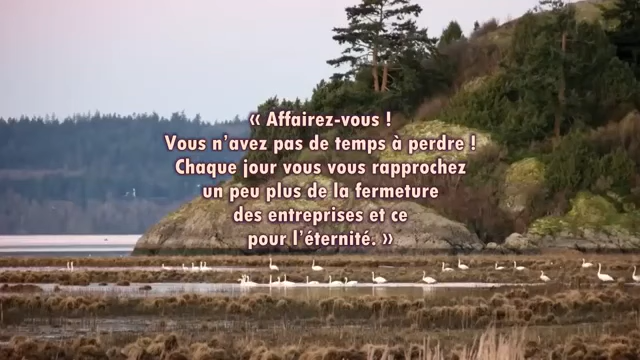 « Affairez-vous !
Vous n’avez pas de temps à perdre !
Chaque jour vous vous rapprochez
un peu plus de la fermeture
des entreprises et ce
pour l’éternité. »